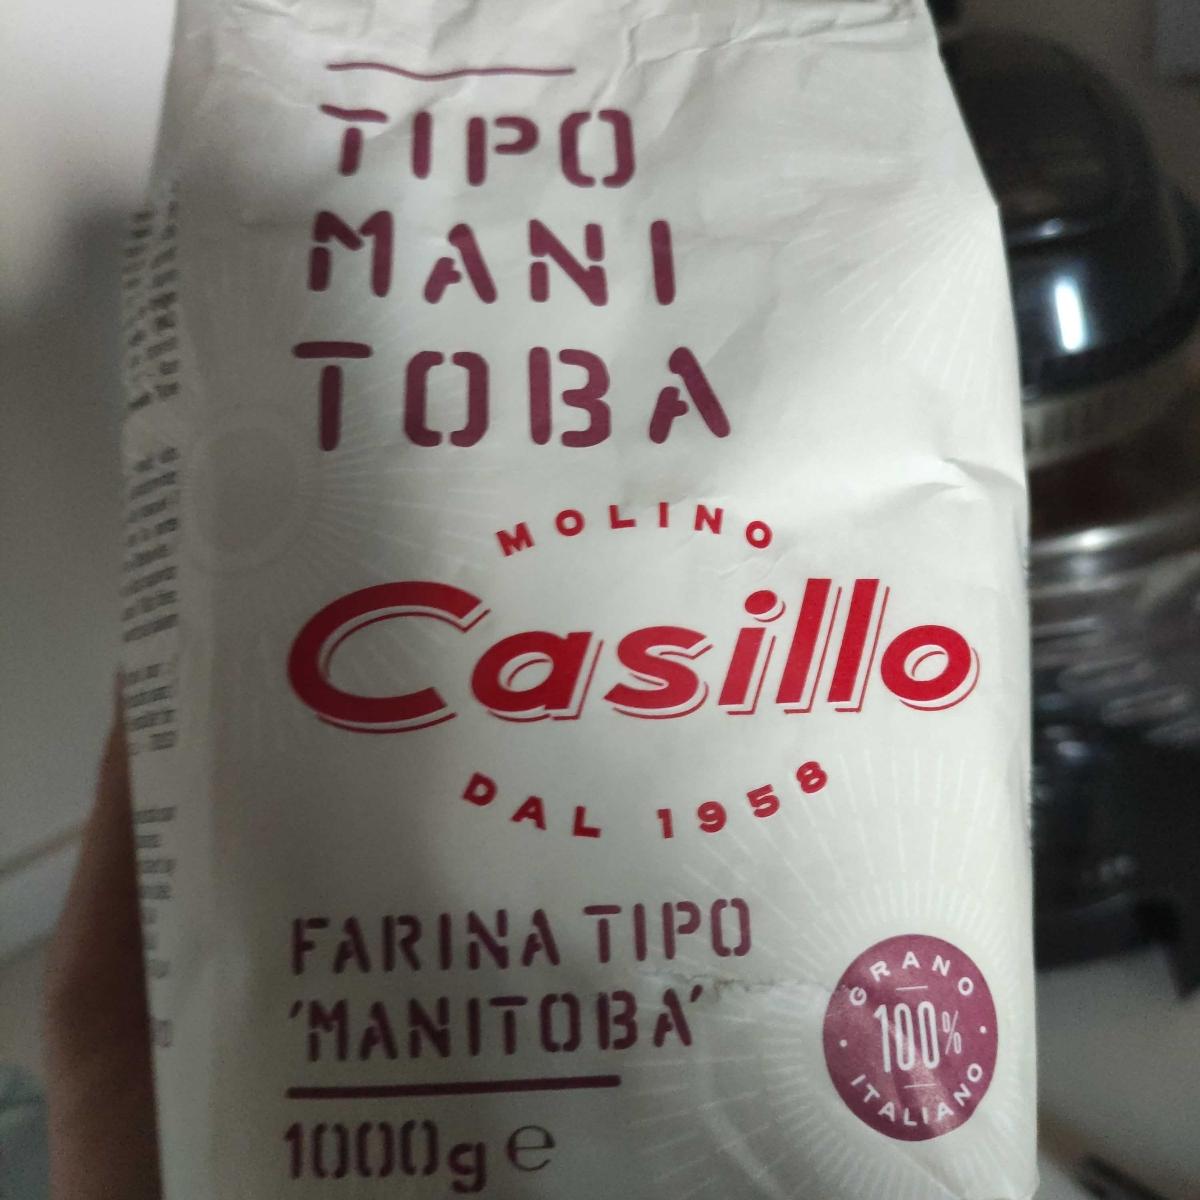 TIPO
MANI
TOBA
MOLINO
Casillo
DAL 1958
FARINA TIPO
'MANITOBA'
1000g e
GRANO
100%
ITALIANO